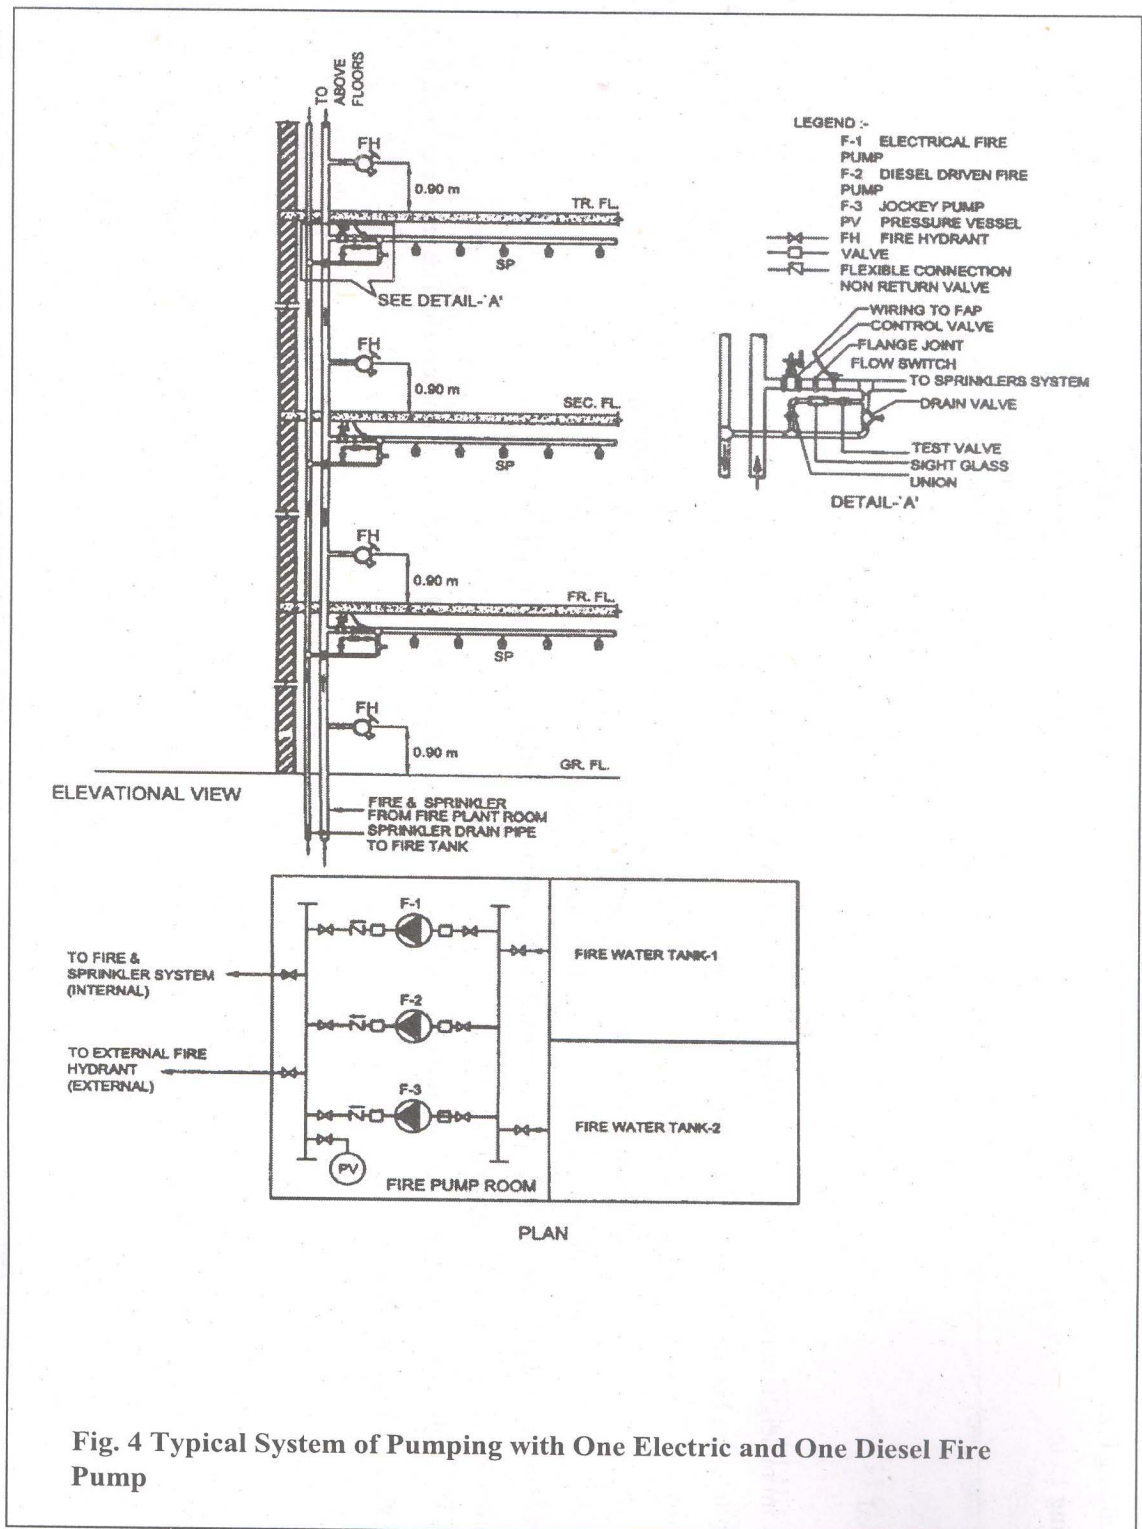 TO
ABOVE
FLOORS
FH
0.90 m
TR. FL.
SP
SEE DETAIL-'A'
FH
0.90 m
SEC. FL.
SP
FH
0.90 m
FR. FL.
SP
FH
0.90 m
GR. FL.
ELEVATIONAL VIEW
FIRE & SPRINKLER
FROM FIRE PLANT ROOM
SPRINKLER DRAIN PIPE
TO FIRE TANK
LEGEND :-
F-1 ELECTRICAL FIRE
PUMP
F-2 DIESEL DRIVEN FIRE
PUMP
F-3 JOCKEY PUMP
PV PRESSURE VESSEL
FH FIRE HYDRANT
VALVE
FLEXIBLE CONNECTION
NON RETURN VALVE
WIRING TO FAP
CONTROL VALVE
FLANGE JOINT
FLOW SWITCH
TO SPRINKLERS SYSTEM
DRAIN VALVE
TEST VALVE
SIGHT GLASS
UNION
DETAIL-'A'
F-1
TO FIRE &
SPRINKLER SYSTEM
(INTERNAL)
FIRE WATER TANK-1
F-2
TO EXTERNAL FIRE
HYDRANT
(EXTERNAL)
F-3
FIRE WATER TANK-2
PV
FIRE PUMP ROOM
PLAN
Fig. 4 Typical System of Pumping with One Electric and One Diesel Fire
Pump